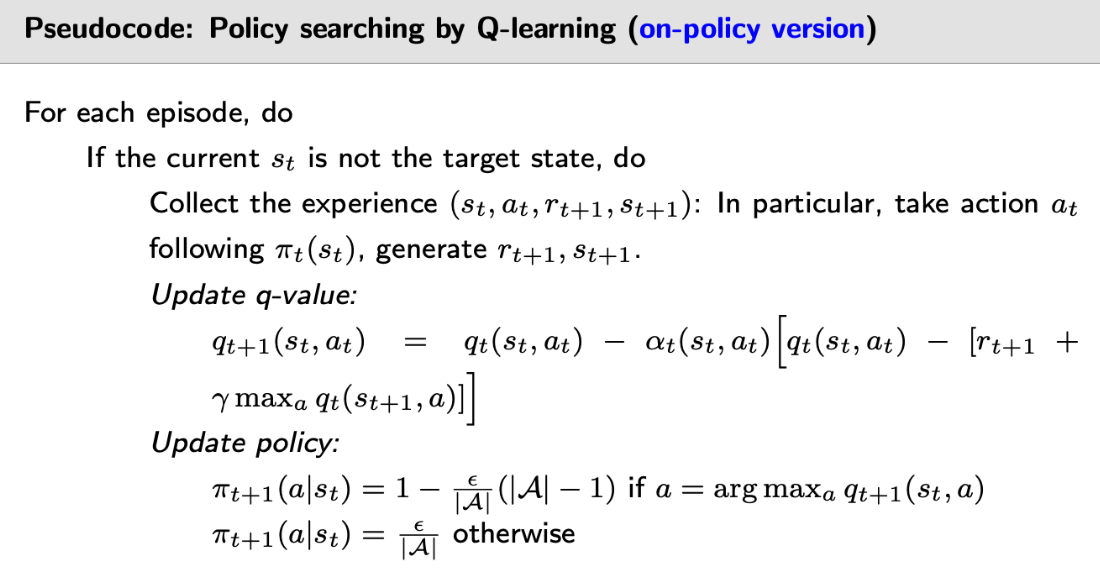 Pseudocode: Policy searching by Q-learning (on-policy version)
For each episode, do
If the current $s_t$ is not the target state, do
Collect the experience $(s_t, a_t, r_{t+1}, s_{t+1})$: In particular, take action $a_t$
following $\pi_t(s_t)$, generate $r_{t+1}, s_{t+1}$.
Update q-value:
$q_{t+1}(s_t, a_t) = q_t(s_t, a_t) - \alpha_t(s_t, a_t)\Big[q_t(s_t, a_t) - [r_{t+1} +$
$\gamma \max_a q_t(s_{t+1}, a)]\Big]$
Update policy:
$\pi_{t+1}(a|s_t) = 1 - \frac{\epsilon}{|\mathcal{A}|}(|\mathcal{A}| - 1)$ if $a = \arg\max_a q_{t+1}(s_t, a)$
$\pi_{t+1}(a|s_t) = \frac{\epsilon}{|\mathcal{A}|}$ otherwise